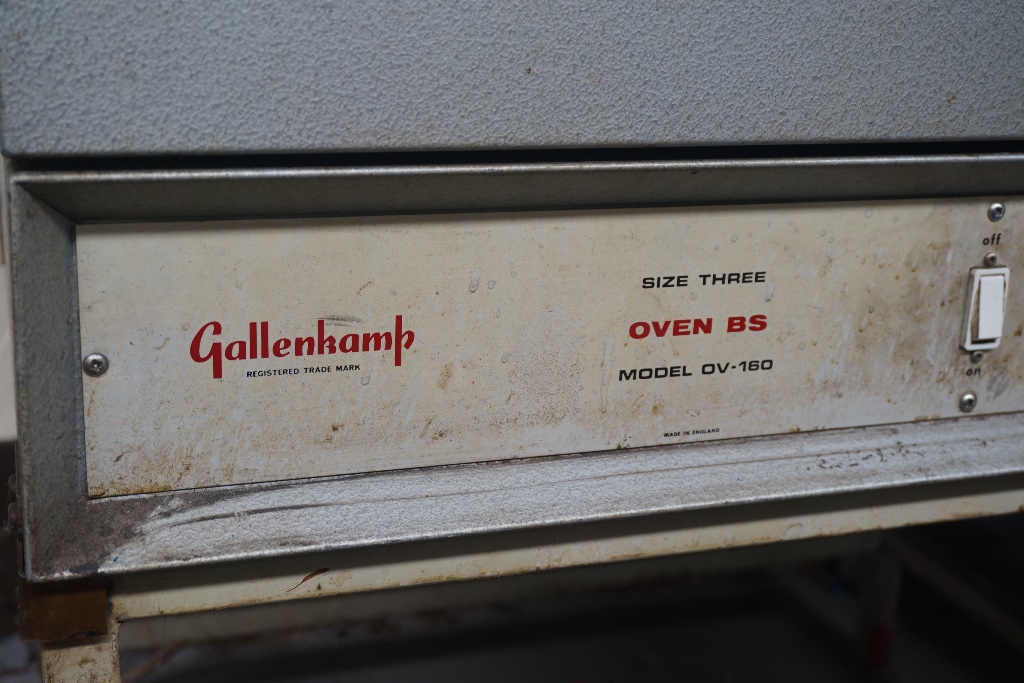 Gallenkamp
REGISTERED TRADE MARK
SIZE THREE
OVEN BS
MODEL OV-160
MADE IN ENGLAND
off
on